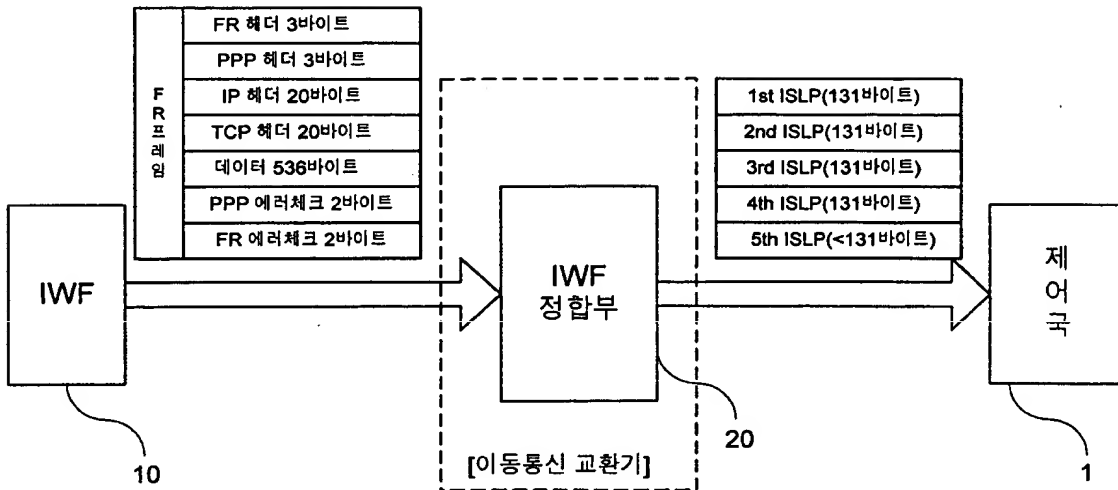 FR프레임
FR 헤더 3바이트
PPP 헤더 3바이트
IP 헤더 20바이트
TCP 헤더 20바이트
데이터 536바이트
PPP 에러체크 2바이트
FR 에러체크 2바이트
1st ISLP(131바이트)
2nd ISLP(131바이트)
3rd ISLP(131바이트)
4th ISLP(131바이트)
5th ISLP(<131바이트)
IWF
IWF
정합부
제어국
10
20
1
[이동통신 교환기]